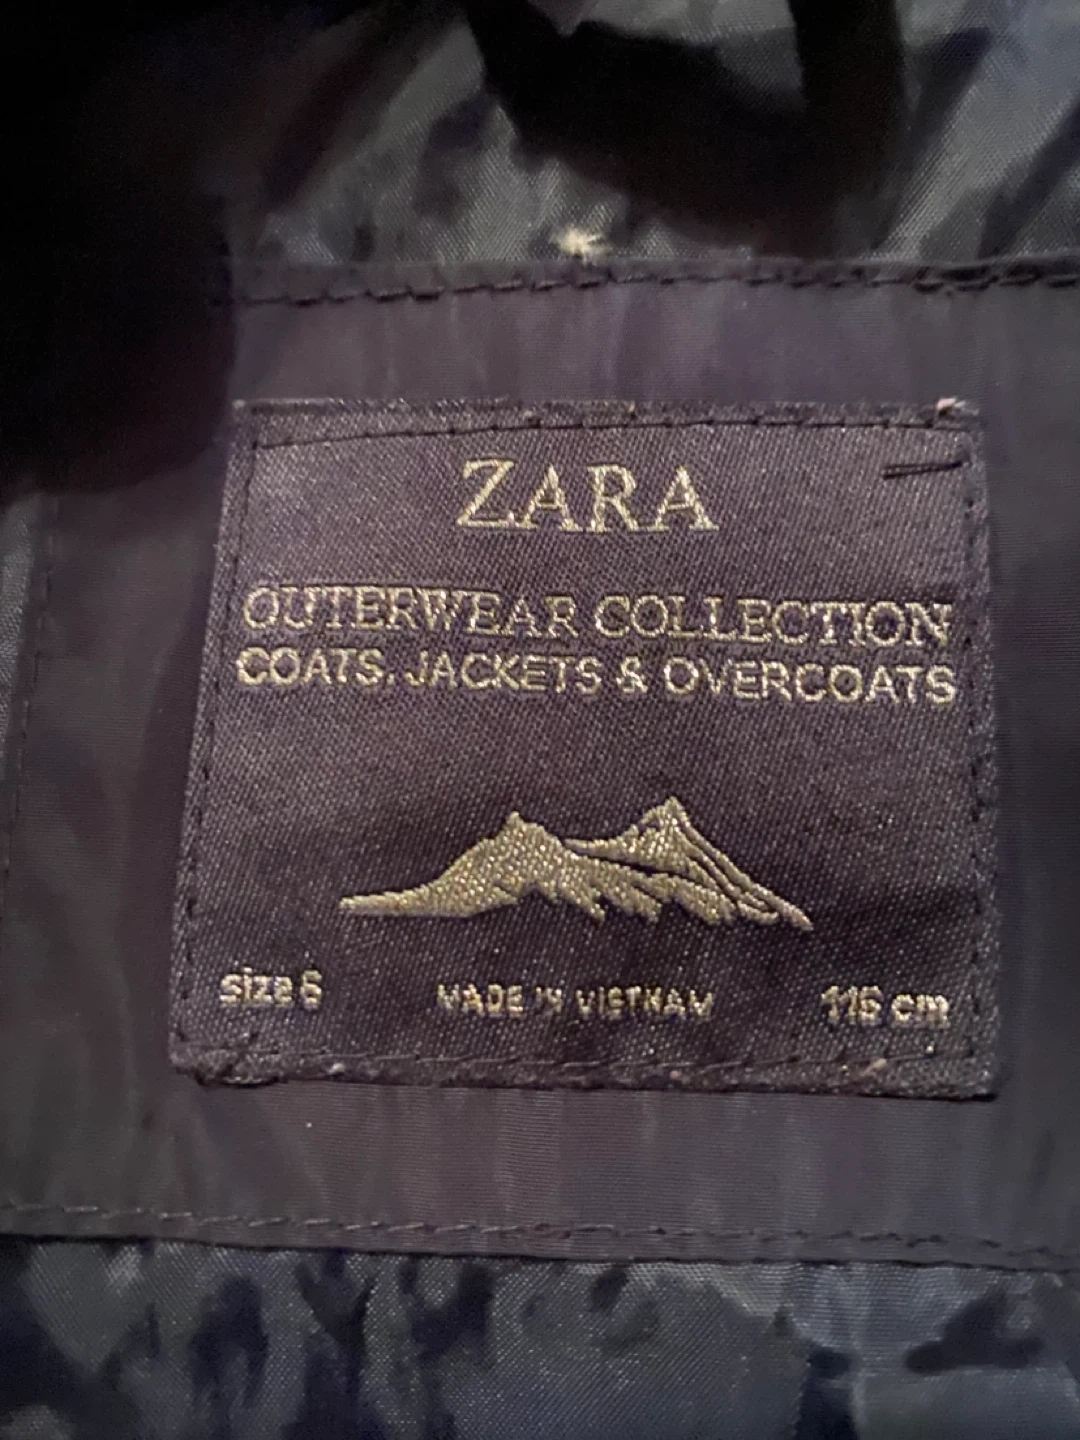 ZARA
OUTERWEAR COLLECTION
COATS, JACKETS & OVERCOATS
size 6
MADE IN VIETNAM
116 cm